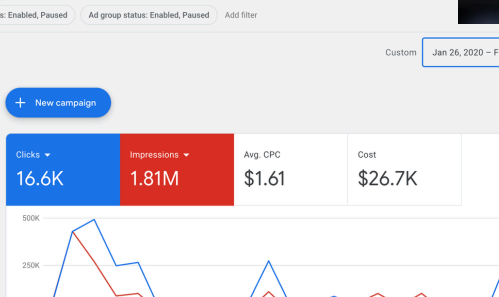 s: Enabled, Paused
Ad group status: Enabled, Paused
Add filter
Custom
Jan 26, 2020 – F
New campaign
Clicks
Impressions
Avg. CPC
Cost
16.6K
1.81M
$1.61
$26.7K
500K
250K